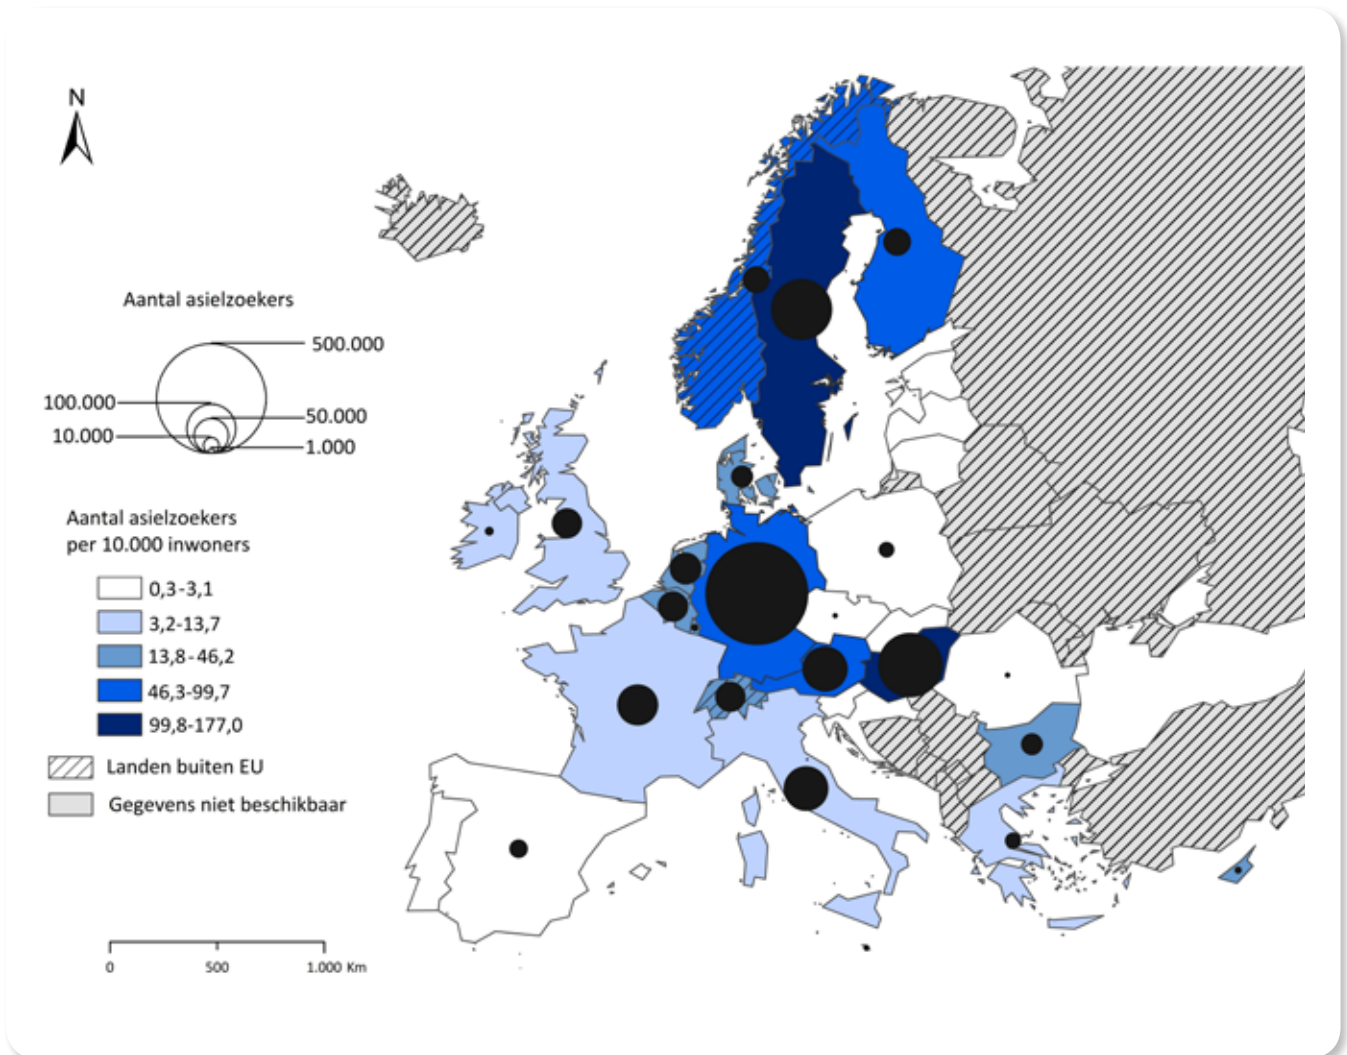 N
Aantal asielzoekers
500.000
100.000
50.000
10.000
1.000
Aantal asielzoekers
per 10.000 inwoners
0,3-3,1
3,2-13,7
13,8-46,2
46,3-99,7
99,8-177,0
Landen buiten EU
Gegevens niet beschikbaar
0 500 1.000 Km